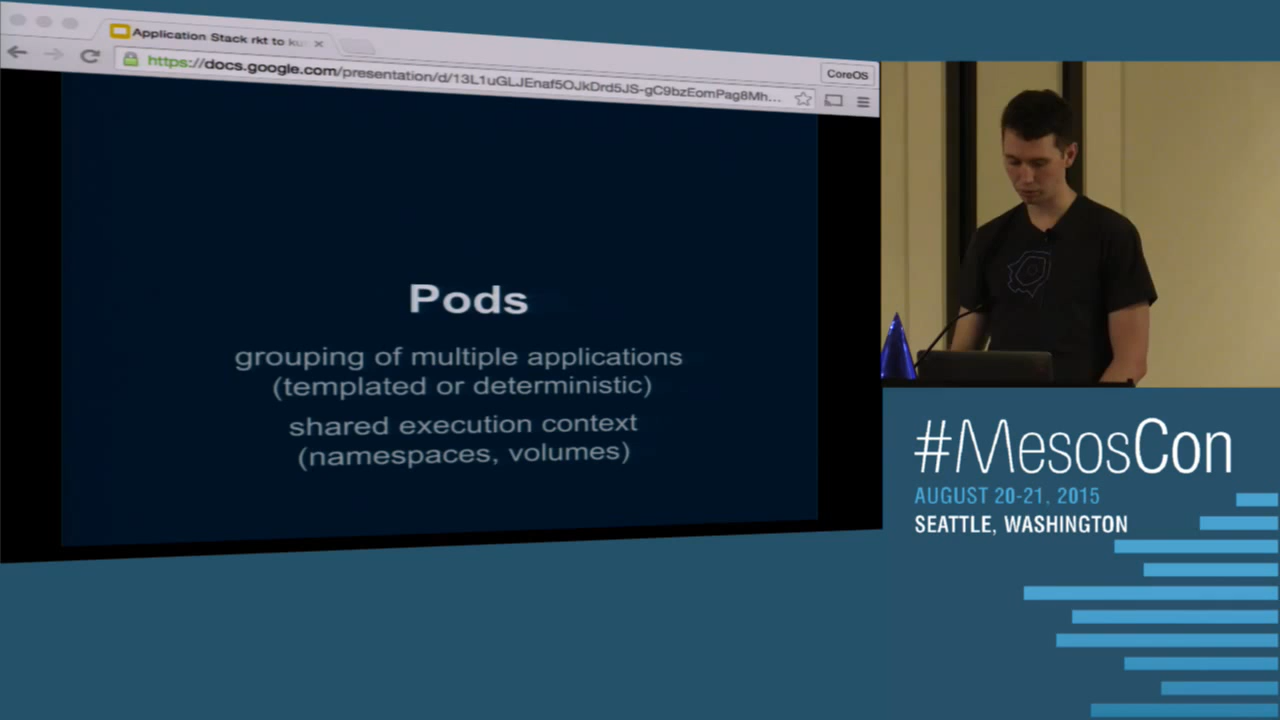 Application Stack rkt to ku
CoreOS
https://docs.google.com/presentation/d/13L1uGLJEnaf5OJkDrd5JS-gC9bzEomPag8Mh...
Pods
grouping of multiple applications
(templated or deterministic)
shared execution context
(namespaces, volumes)
#MesosCon
AUGUST 20-21, 2015
SEATTLE, WASHINGTON